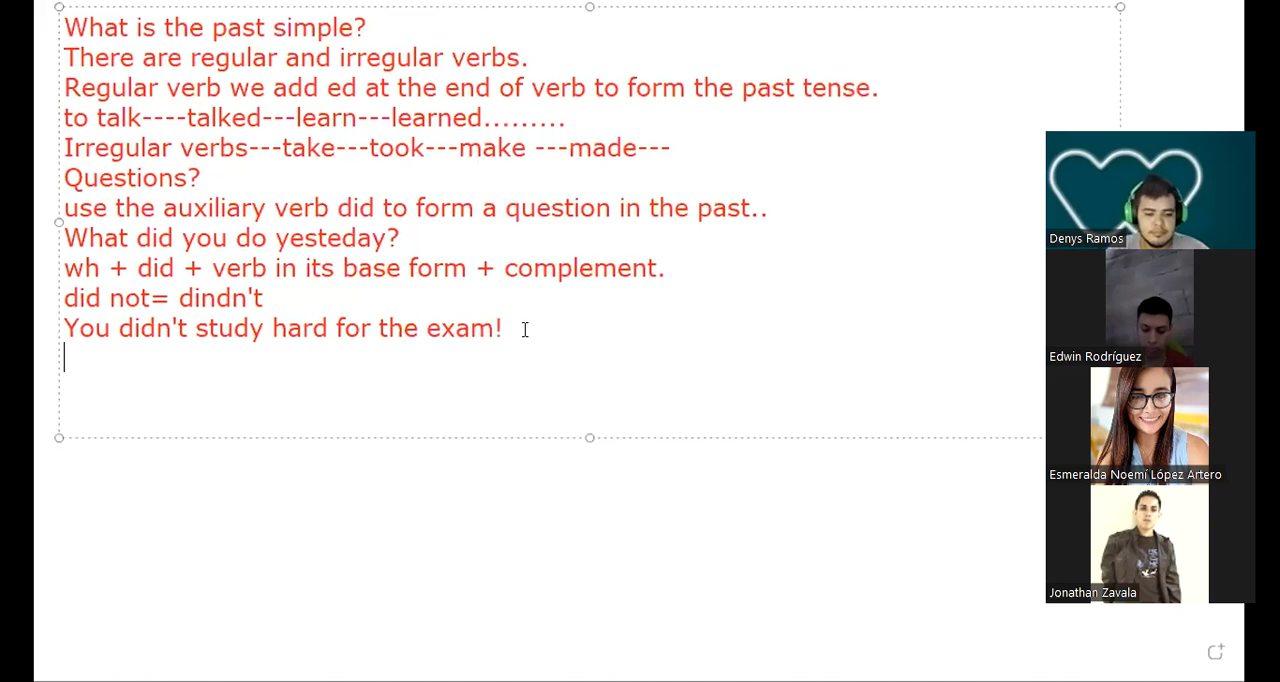 What is the past simple?
There are regular and irregular verbs.
Regular verb we add ed at the end of verb to form the past tense.
to talk----talked---learn---learned.........
Irregular verbs---take---took---make ---made---
Questions?
use the auxiliary verb did to form a question in the past..
What did you do yesteday?
wh + did + verb in its base form + complement.
did not= dindn't
You didn't study hard for the exam!
Denys Ramos
Edwin Rodríguez
Esmeralda Noemí López Artero
Jonathan Zavala